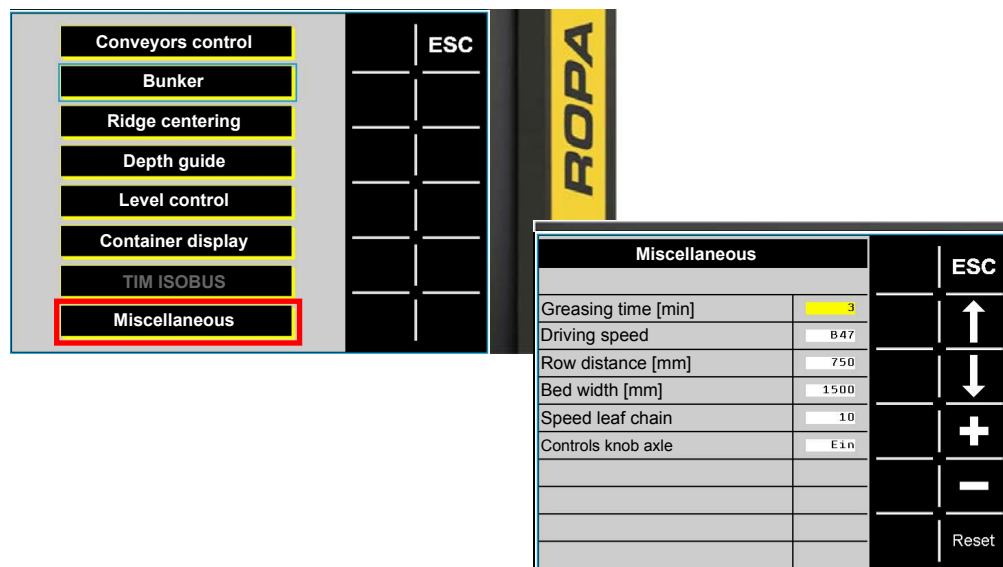 Conveyors control
ESC
Bunker
Ridge centering
Depth guide
Level control
Container display
TIM ISOBUS
Miscellaneous
ROPA
Miscellaneous
ESC
Greasing time [min] 3
Driving speed B47
Row distance [mm] 750
Bed width [mm] 1500
Speed leaf chain 10
Controls knob axle Ein
Reset